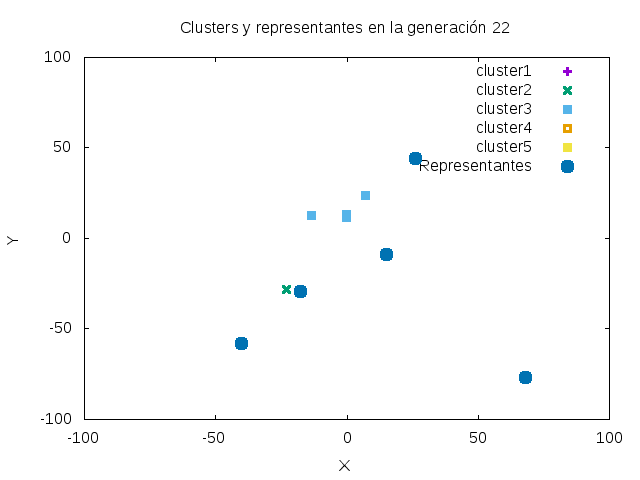 Clusters y representantes en la generación 22
100
50
0
-50
-100
-100 -50 0 50 100
X
Y
cluster1
cluster2
cluster3
cluster4
cluster5
Representantes